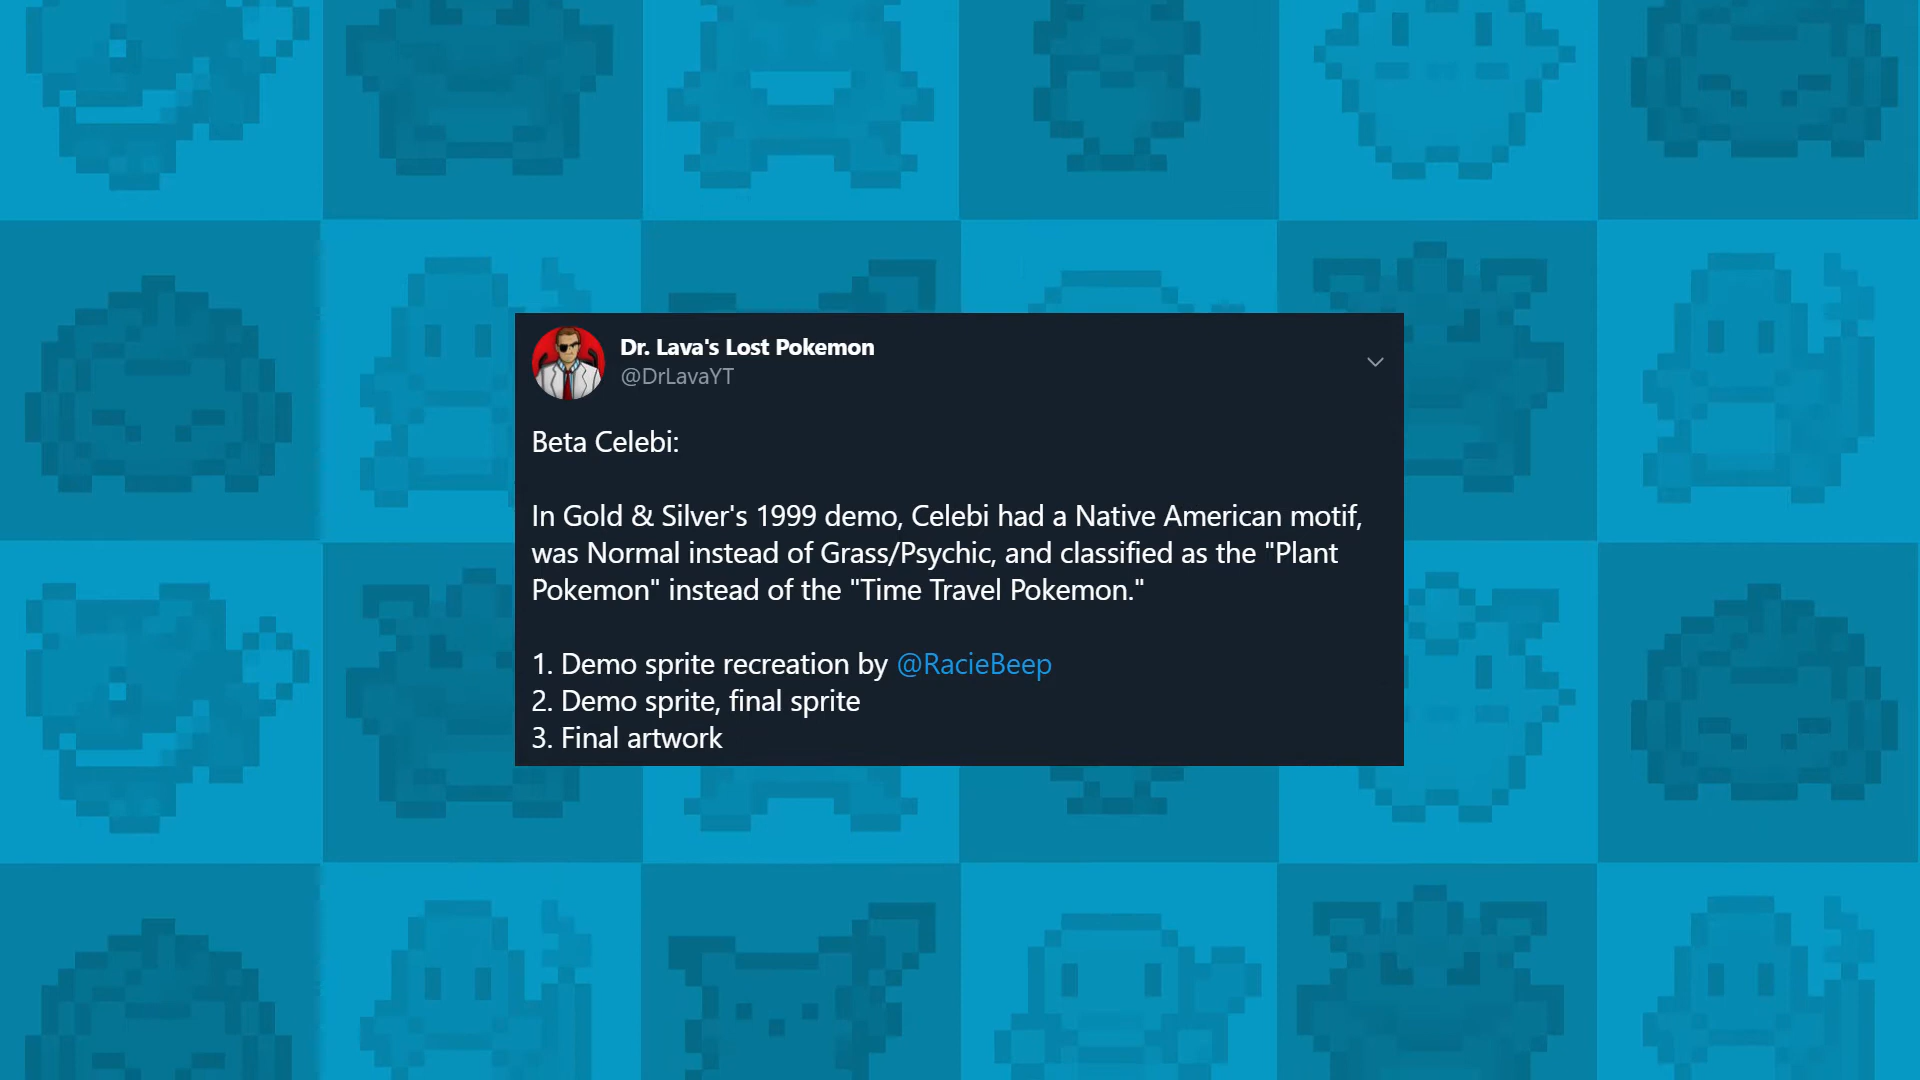 Dr. Lava's Lost Pokemon
@DrLavaYT
Beta Celebi:
In Gold & Silver's 1999 demo, Celebi had a Native American motif,
was Normal instead of Grass/Psychic, and classified as the "Plant
Pokemon" instead of the "Time Travel Pokemon."
1. Demo sprite recreation by @RacieBeep
2. Demo sprite, final sprite
3. Final artwork